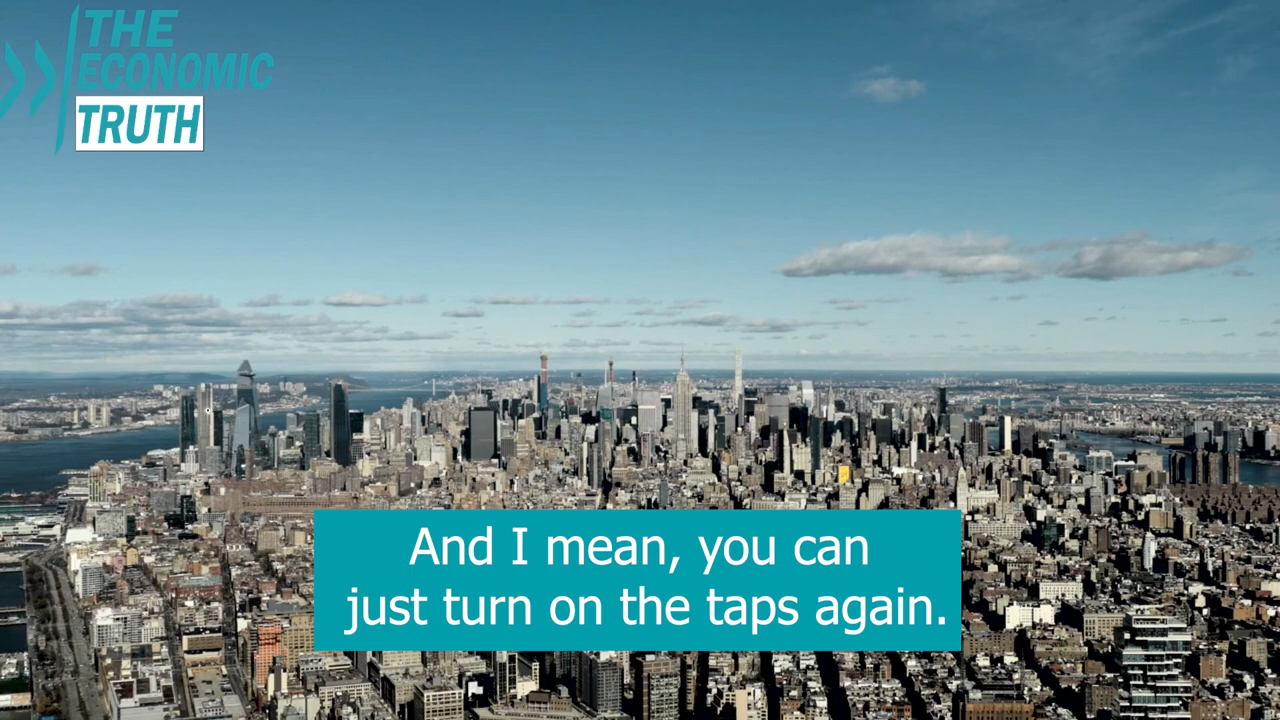 THE
ECONOMIC
TRUTH
And I mean, you can
just turn on the taps again.